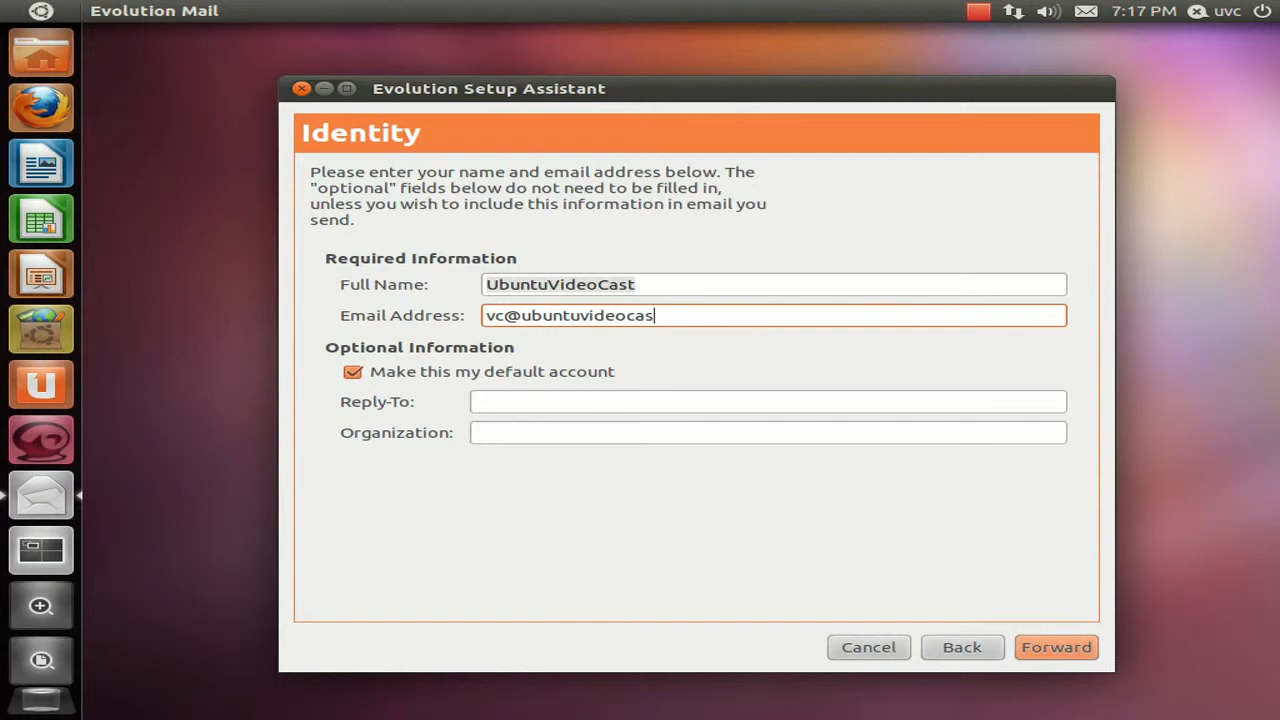 Evolution Mail
7:17 PM
uvc
Evolution Setup Assistant
Identity
Please enter your name and email address below. The
"optional" fields below do not need to be filled in,
unless you wish to include this information in email you
send.
Required Information
Full Name: UbuntuVideoCast
Email Address: vc@ubuntuvideocas
Optional Information
Make this my default account
Reply-To:
Organization:
Cancel Back Forward